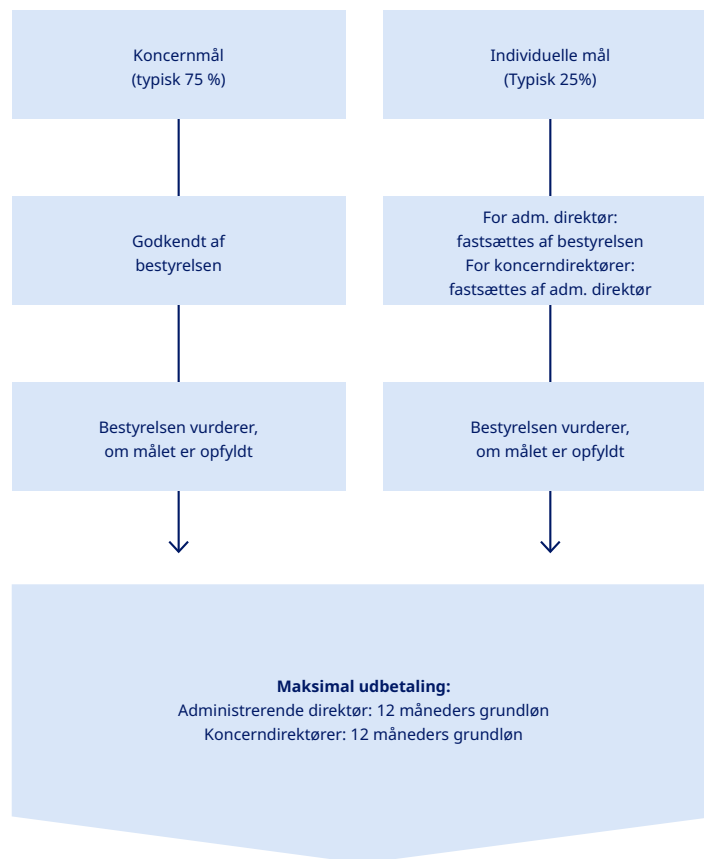 Koncernmål
(typisk 75 %)
Individuelle mål
(Typisk 25%)
Godkendt af
bestyrelsen
For adm. direktør:
fastsættes af bestyrelsen
For koncerndirektører:
fastsættes af adm. direktør
Bestyrelsen vurderer,
om målet er opfyldt
Bestyrelsen vurderer,
om målet er opfyldt
Maksimal udbetaling:
Administrerende direktør: 12 måneders grundløn
Koncerndirektører: 12 måneders grundløn